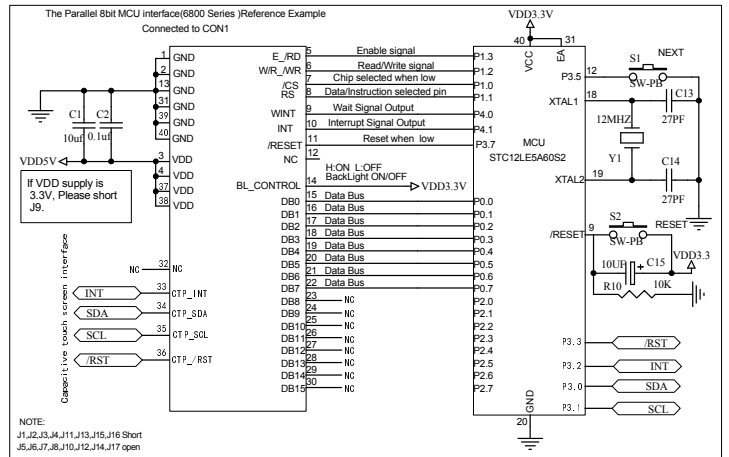 The Parallel 8bit MCU interface(6800 Series )Reference Example
Connected to CON1
VDD3.3V
1 GND
2 GND
13 GND
31 GND
39 GND
40 GND
C1 C2
10uf 0.1uf
VDD5V
3 VDD
4 VDD
37 VDD
38 VDD
If VDD supply is
3.3V, Please short
J9.
NC 32 NC
INT 33 CTP_INT
SDA 34 CTP_SDA
SCL 35 CTP_SCL
/RST 36 CTP_/RST
Capacitive touch screen interface
E_/RD 5 Enable signal P1.3
W/R_/WR 6 Read/Write signal P1.2
/CS 7 Chip selected when low P1.0
RS 8 Data/Instruction selected pin P1.1
WINT 9 Wait Signal Output P4.0
INT 10 Interrupt Signal Output P4.1
/RESET 11 Reset when low P3.7
NC 12
H:ON L:OFF
BL_CONTROL 14 BackLight ON/OFF VDD3.3V
DB0 15 Data Bus P0.0
DB1 16 Data Bus P0.1
DB2 17 Data Bus P0.2
DB3 18 Data Bus P0.3
DB4 19 Data Bus P0.4
DB5 20 Data Bus P0.5
DB6 21 Data Bus P0.6
DB7 22 Data Bus P0.7
DB8 23 NC P2.0
DB9 24 NC P2.1
DB10 25 NC P2.2
DB11 26 NC P2.3
DB12 27 NC P2.4
DB13 28 NC P2.5
DB14 29 NC P2.6
DB15 30 NC P2.7
40 VCC
31 EA
MCU
STC12LE5A60S2
P3.5 12 S1 NEXT
SW-PB
XTAL1 18 C13
27PF
12MHZ
Y1
XTAL2 19 C14
27PF
/RESET 9 S2 RESET
SW-PB
VDD3.3
10UF + C15
R10 10K
P3.3 /RST
P3.2 INT
P3.0 SDA
P3.1 SCL
GND
20
NOTE:
J1,J2,J3,J4,J11,J13,J15,J16 Short
J5,J6,J7,J8,J10,J12,J14,J17 open